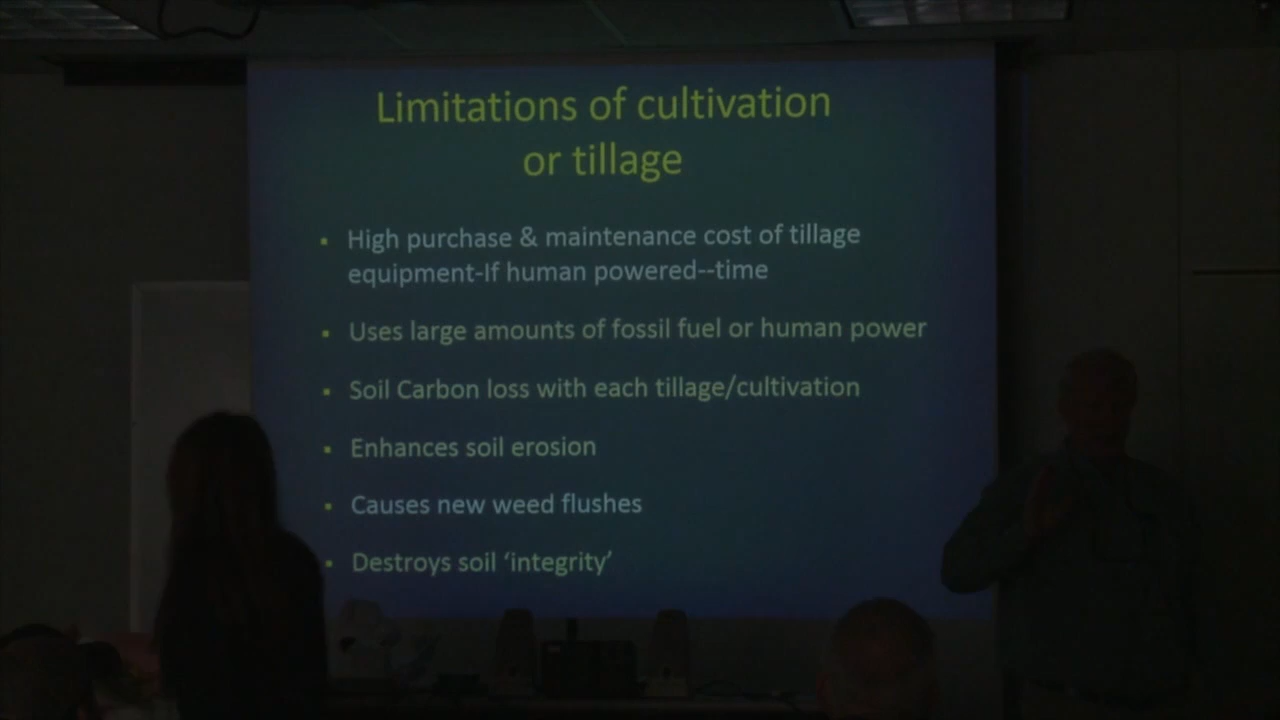 Limitations of cultivation
or tillage
▪ High purchase & maintenance cost of tillage
equipment-If human powered--time
▪ Uses large amounts of fossil fuel or human power
▪ Soil Carbon loss with each tillage/cultivation
▪ Enhances soil erosion
▪ Causes new weed flushes
▪ Destroys soil ‘integrity’